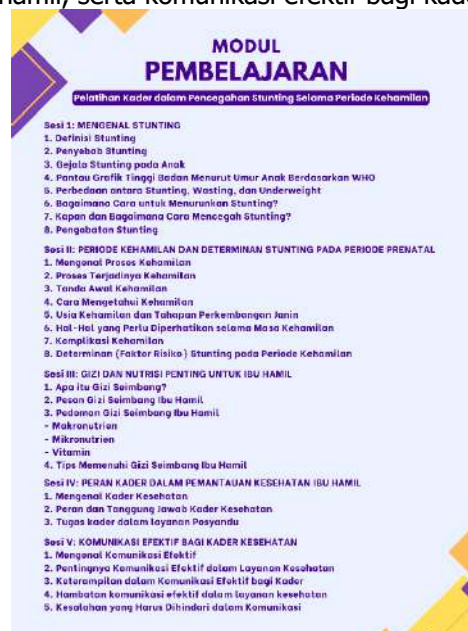 hamil, serta komunikasi efektif bagi kade
MODUL
PEMBELAJARAN
Pelatihan Kader dalam Pencegahan Stunting Selama Periode Kehamilan
Sesi 1: MENGENAL STUNTING
1. Definisi Stunting
2. Penyebab Stunting
3. Gejala Stunting pada Anak
4. Pantau Grafik Tinggi Badan Menurut Umur Anak Berdasarkan WHO
5. Perbedaan antara Stunting, Wasting, dan Underweight
6. Bagaimana Cara untuk Menurunkan Stunting?
7. Kapan dan Bagaimana Cara Mencegah Stunting?
8. Pengobatan Stunting
Sesi II: PERIODE KEHAMILAN DAN DETERMINAN STUNTING PADA PERIODE PRENATAL
1. Mengenal Proses Kehamilan
2. Proses Terjadinya Kehamilan
3. Tanda Awal Kehamilan
4. Cara Mengetahui Kehamilan
5. Usia Kehamilan dan Tahapan Perkembangan Janin
6. Hal-Hal yang Perlu Diperhatikan selama Masa Kehamilan
7. Komplikasi Kehamilan
8. Determinan (Faktor Risiko) Stunting pada Periode Kehamilan
Sesi III: GIZI DAN NUTRISI PENTING UNTUK IBU HAMIL
1. Apa itu Gizi Seimbang?
2. Pesan Gizi Seimbang Ibu Hamil
3. Pedoman Gizi Seimbang Ibu Hamil
- Makronutrien
- Mikronutrien
- Vitamin
4. Tips Memenuhi Gizi Seimbang Ibu Hamil
Sesi IV: PERAN KADER DALAM PEMANTAUAN KESEHATAN IBU HAMIL
1. Mengenal Kader Kesehatan
2. Peran dan Tanggung Jawab Kader Kesehatan
3. Tugas kader dalam layanan Posyandu
Sesi V: KOMUNIKASI EFEKTIF BAGI KADER KESEHATAN
1. Mengenal Komunikasi Efektif
2. Pentingnya Komunikasi Efektif dalam Layanan Kesehatan
3. Keterampilan dalam Komunikasi Efektif bagi Kader
4. Hambatan komunikasi efektif dalam layanan kesehatan
5. Kesalahan yang Harus Dihindari dalam Komunikasi